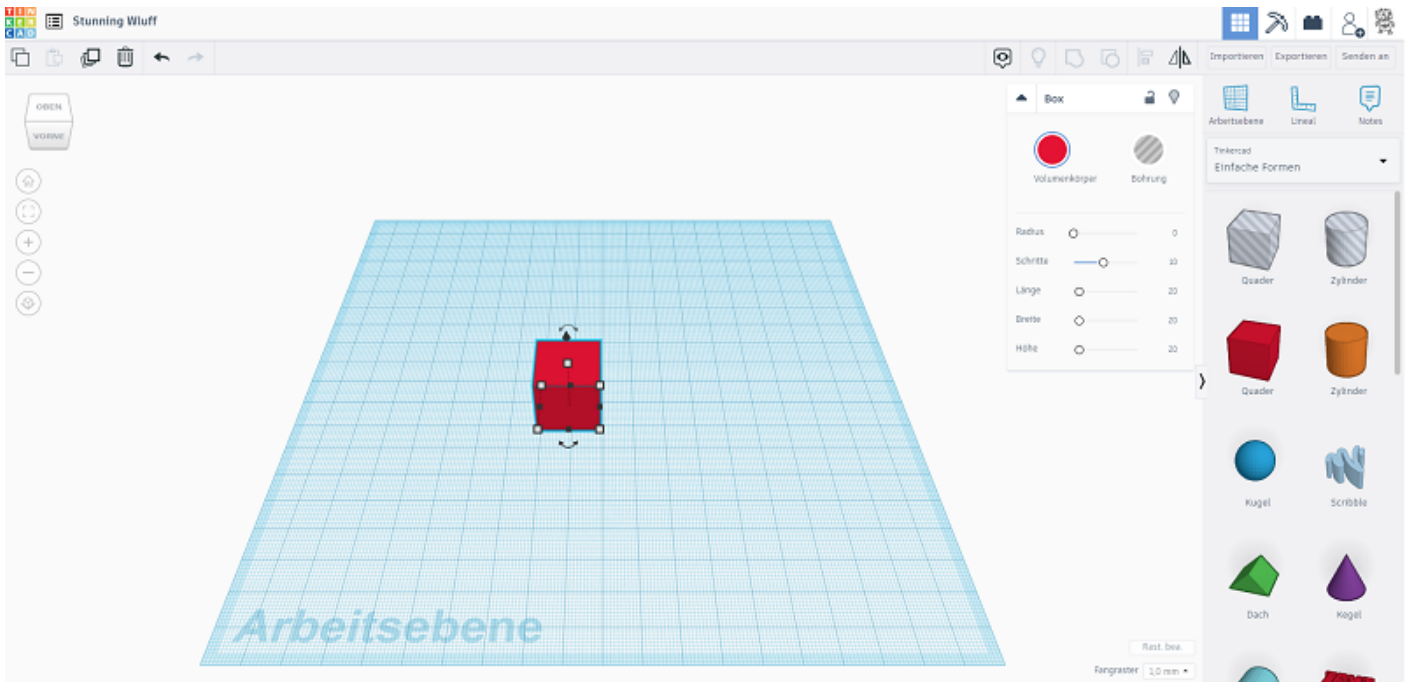 TIN
KER
CAD
Stunning Wluff
Importieren Exportieren Senden an
OBEN
VORNE
Box
Volumenkörper Bohrung
Radius 0
Schritte 10
Länge 20
Breite 20
Höhe 20
Arbeitsebene Lineal Notes
Tinkercad
Einfache Formen
Quader Zylinder
Quader Zylinder
Kugel Scribble
Dach Kegel
Arbeitsebene
Rast. bea.
Fangraster 1,0 mm